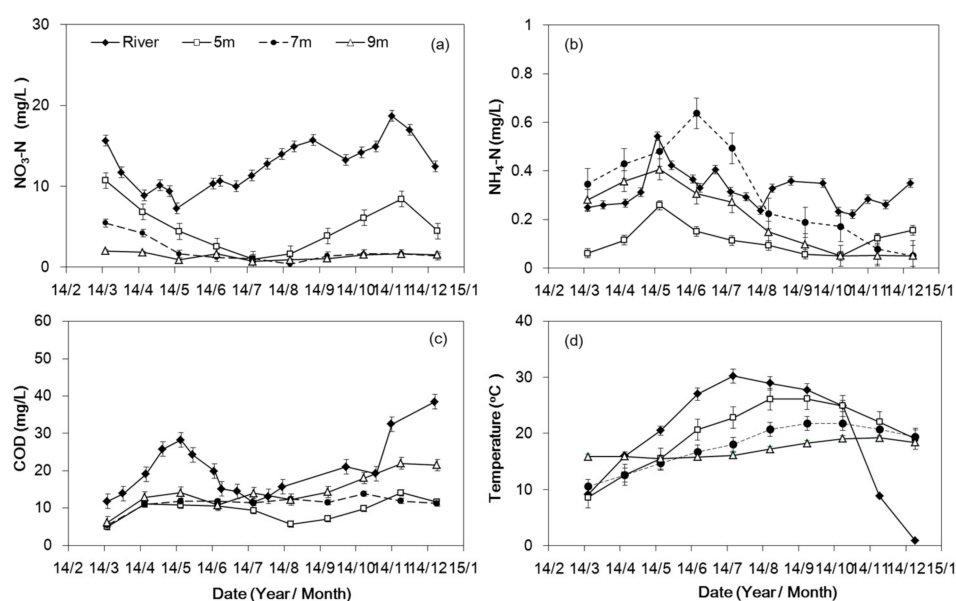 30
20
10
0
NO₃-N (mg/L)
River 5m 7m 9m
(a)
14/2 14/3 14/4 14/5 14/6 14/7 14/8 14/9 14/10 14/11 14/12 15/1
1
0.8
0.6
0.4
0.2
0
NH₄-N (mg/L)
(b)
14/2 14/3 14/4 14/5 14/6 14/7 14/8 14/9 14/10 14/11 14/12 15/1
60
50
40
30
20
10
0
COD (mg/L)
(c)
14/2 14/3 14/4 14/5 14/6 14/7 14/8 14/9 14/10 14/11 14/12 15/1
Date (Year / Month)
40
30
20
10
0
Temperature (°C)
(d)
14/2 14/3 14/4 14/5 14/6 14/7 14/8 14/9 14/10 14/11 14/12 15/1
Date (Year / Month)